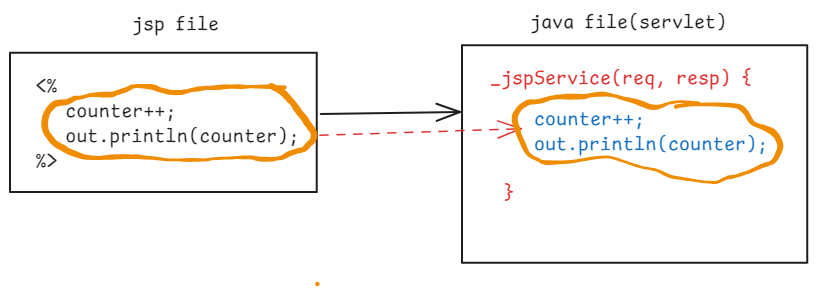 jsp file
<%
counter++;
out.println(counter);
%>
java file(servlet)
_jspService(req, resp) {
counter++;
out.println(counter);
}